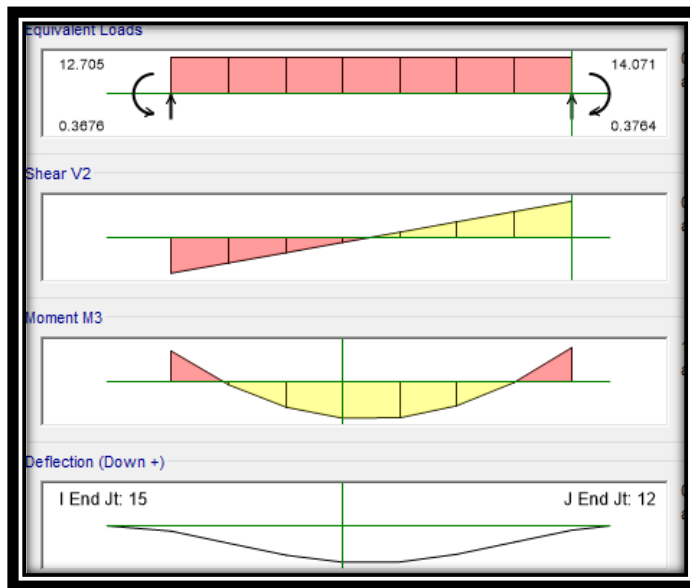 Equivalent Loads
12.705 14.071
0.3676 0.3764
Shear V2
Moment M3
Deflection (Down +)
I End Jt: 15 J End Jt: 12